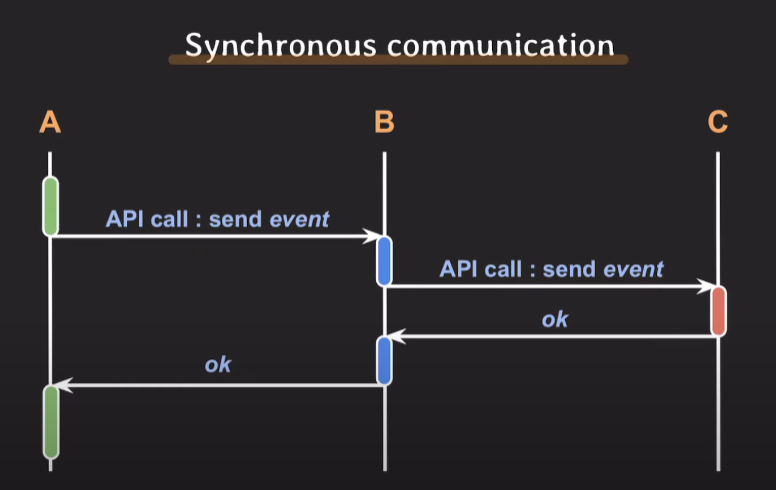 Synchronous communication
A B C
API call : send event
API call : send event
ok
ok